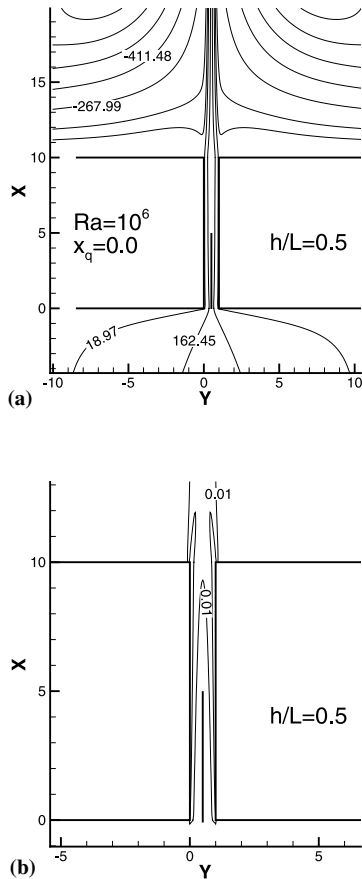 -411.48
-267.99
15
10
5
0
X
Ra=10⁶
x_q=0.0
h/L=0.5
18.97
162.45
-10 -5 0 5 10
Y
(a)
0.01
10
5
0
X
0.01
h/L=0.5
-5 0 5
Y
(b)